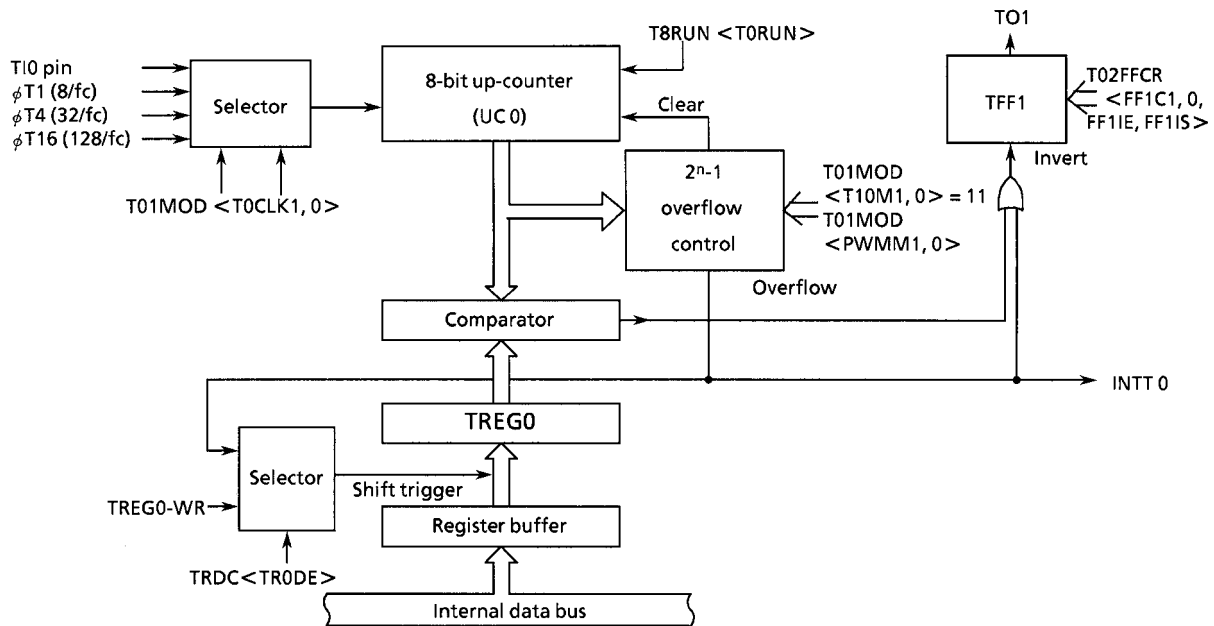 TO1
T8RUN <T0RUN>
TI0 pin
ϕT1 (8/fc)
ϕT4 (32/fc)
ϕT16 (128/fc)
Selector
8-bit up-counter
(UC 0)
Clear
TFF1
T02FFCR
<FF1C1, 0,
FF1IE, FF1IS>
Invert
T01MOD <T0CLK1, 0>
2ⁿ-1
overflow
control
T01MOD
<T10M1, 0> = 11
T01MOD
<PWMM1, 0>
Overflow
Comparator
INTT 0
TREG0
Selector
Shift trigger
TREG0-WR
Register buffer
TRDC<TR0DE>
Internal data bus